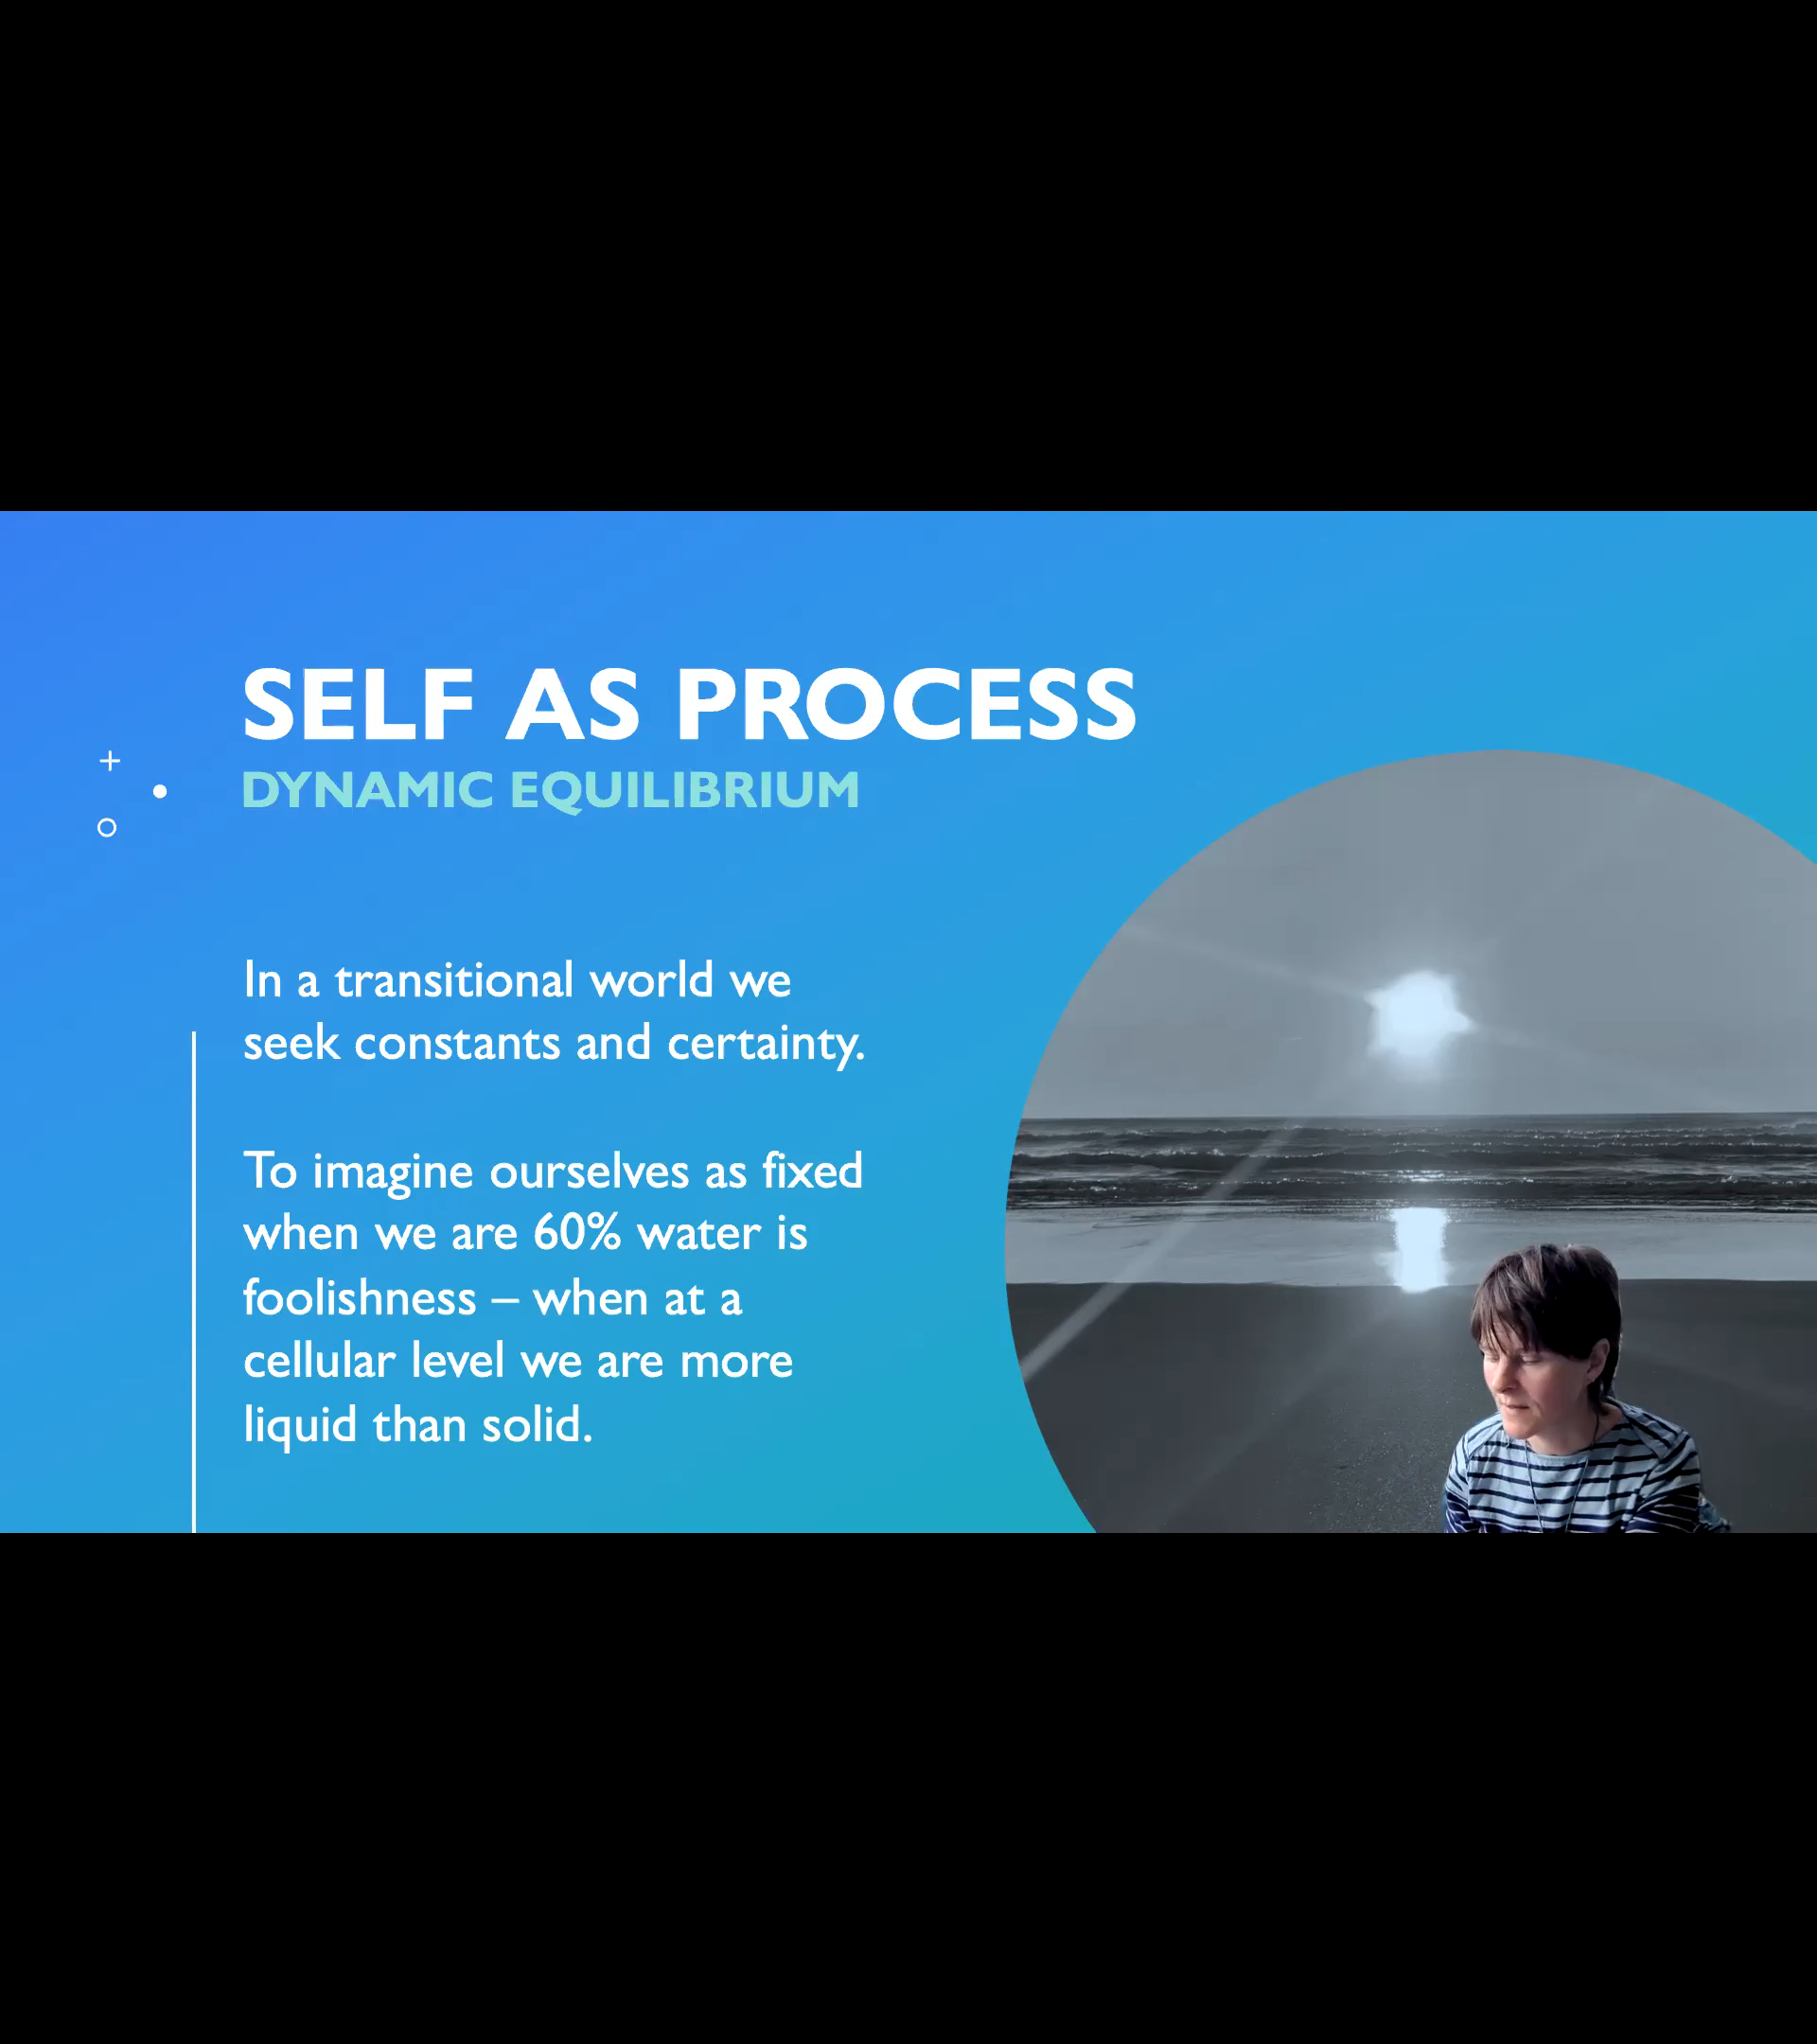 SELF AS PROCESS
DYNAMIC EQUILIBRIUM
In a transitional world we
seek constants and certainty.
To imagine ourselves as fixed
when we are 60% water is
foolishness – when at a
cellular level we are more
liquid than solid.